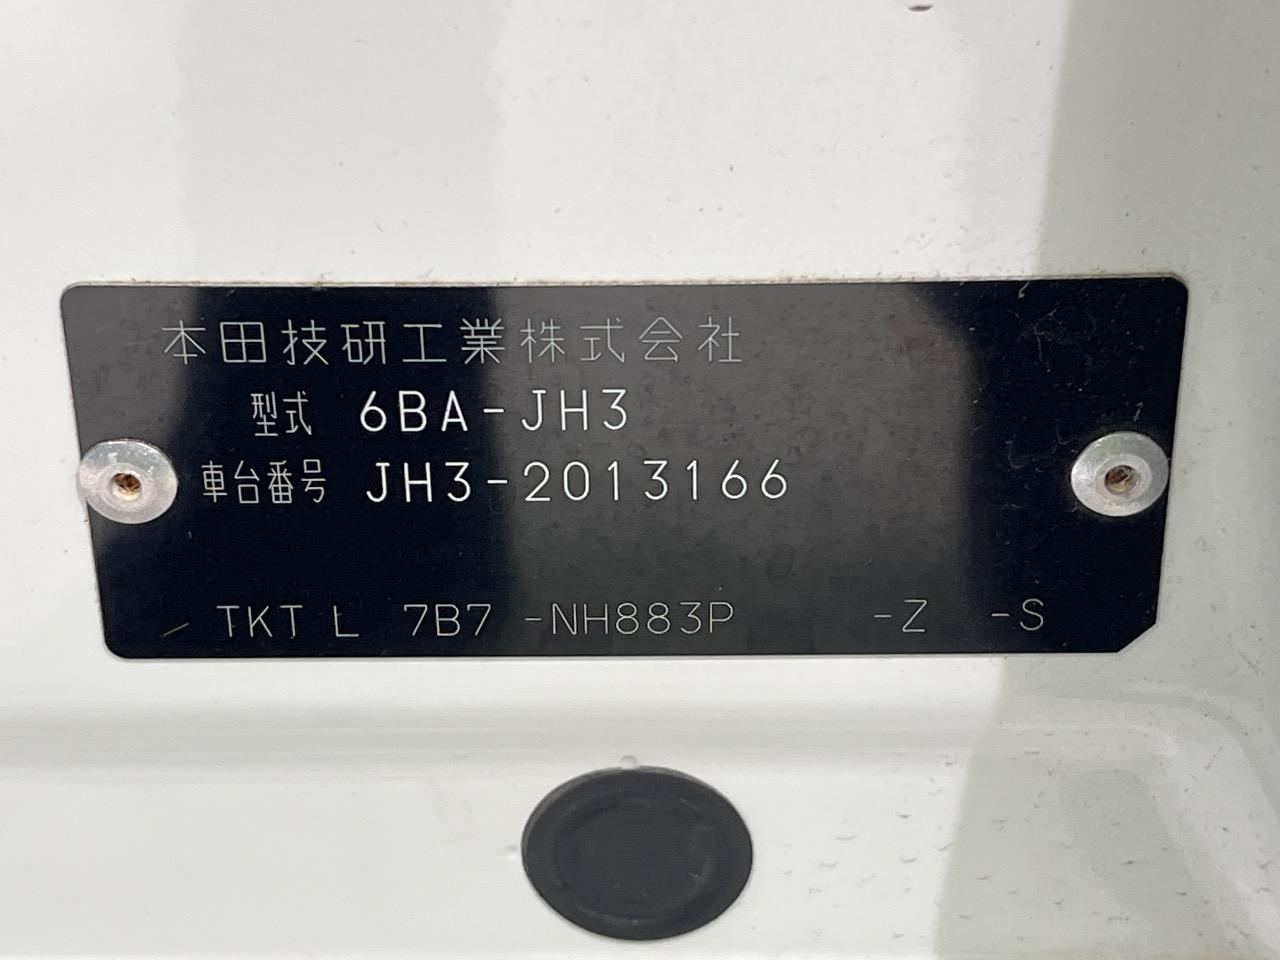 本田技研工業株式会社
型式 6BA-JH3
車台番号 JH3-2013166
TKT L 7B7 -NH883P -Z -S